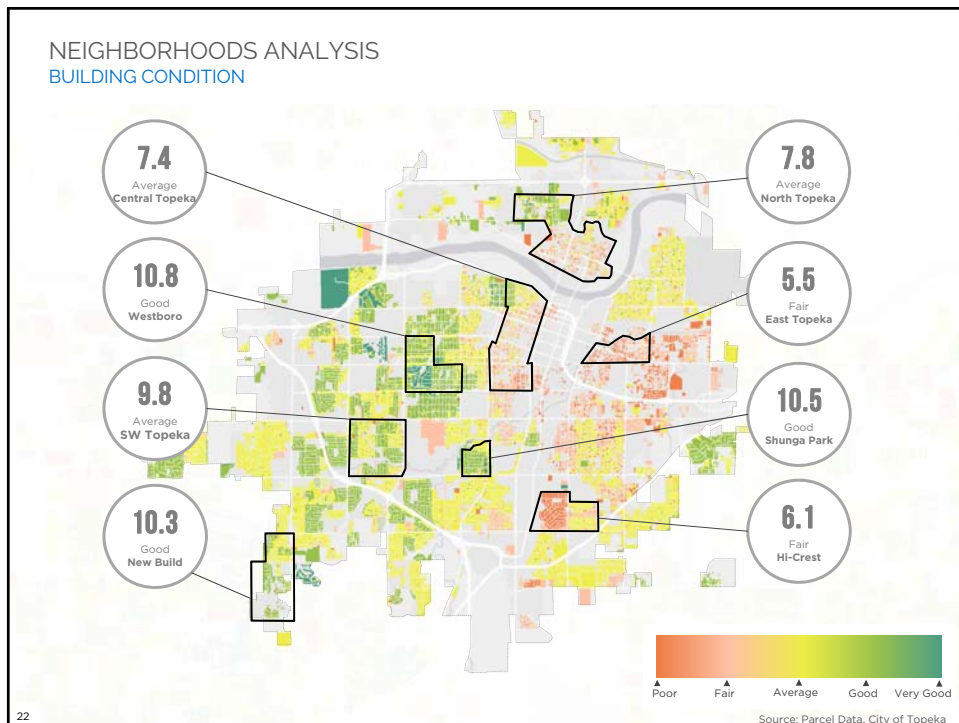 NEIGHBORHOODS ANALYSIS
BUILDING CONDITION
7.4
Average
Central Topeka
10.8
Good
Westboro
9.8
Average
SW Topeka
10.3
Good
New Build
7.8
Average
North Topeka
5.5
Fair
East Topeka
10.5
Good
Shunga Park
6.1
Fair
Hi-Crest
Poor Fair Average Good Very Good
22
Source: Parcel Data, City of Topeka